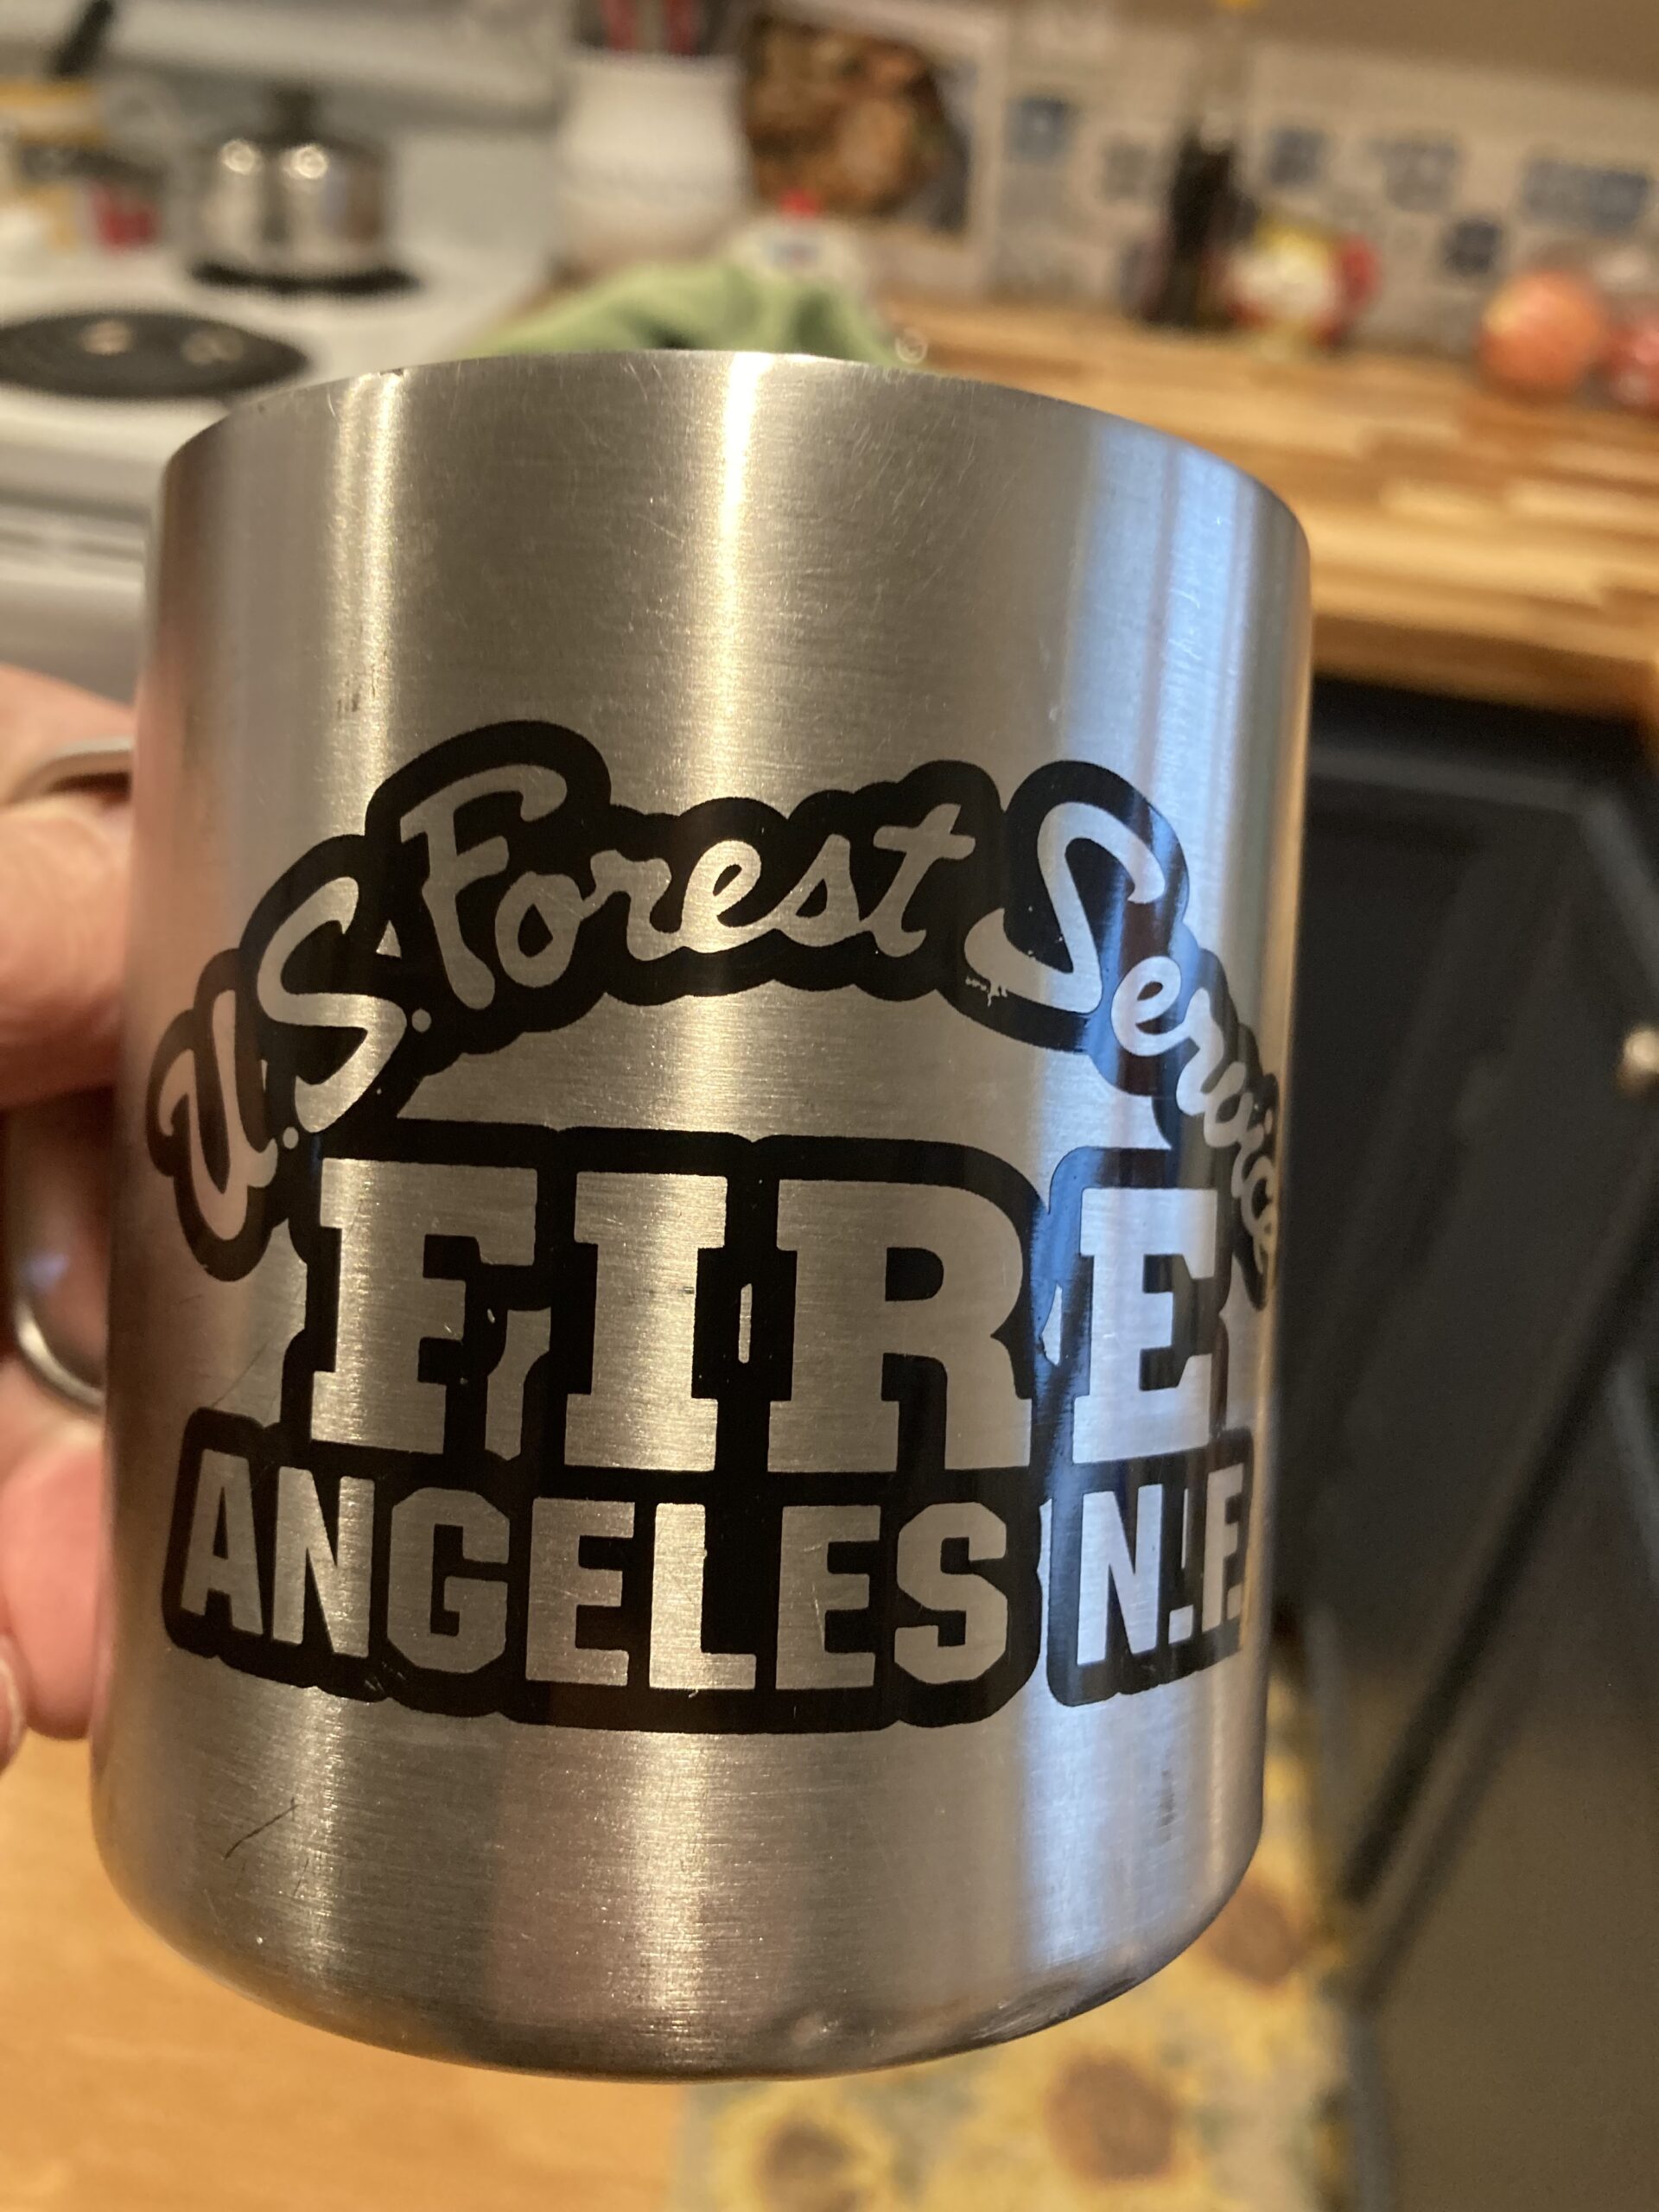 U.S. Forest Service
FIRE
ANGELES N.F.